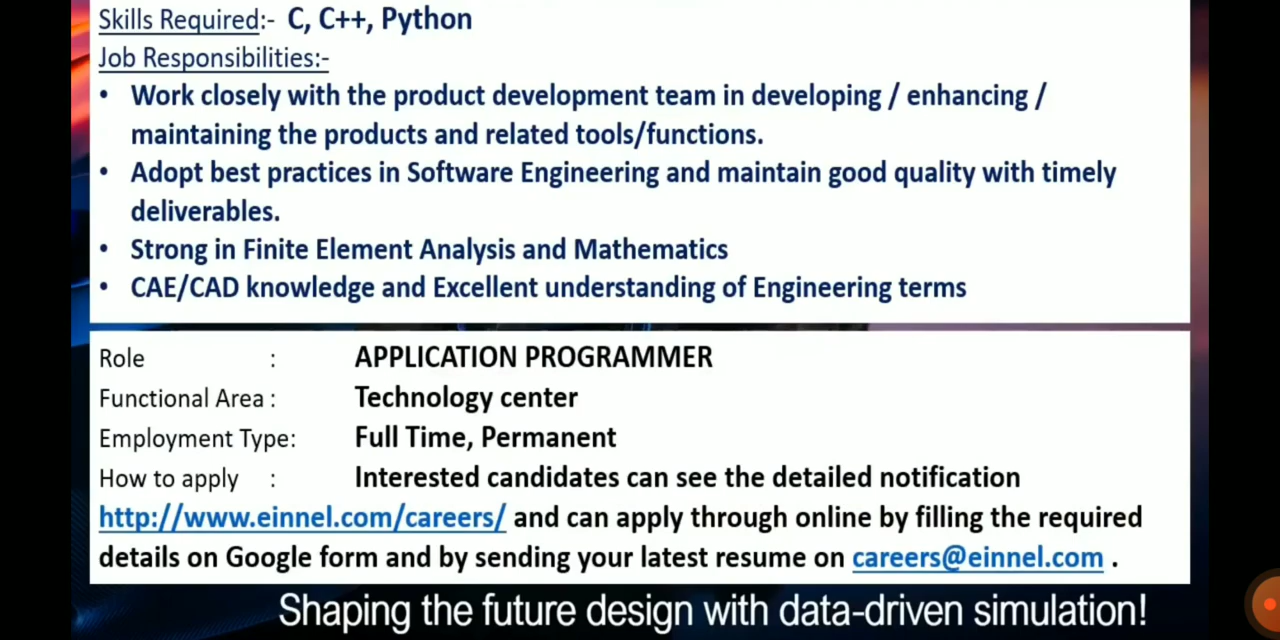 Skills Required:- C, C++, Python
Job Responsibilities:-
• Work closely with the product development team in developing / enhancing /
maintaining the products and related tools/functions.
• Adopt best practices in Software Engineering and maintain good quality with timely
deliverables.
• Strong in Finite Element Analysis and Mathematics
• CAE/CAD knowledge and Excellent understanding of Engineering terms
Role : APPLICATION PROGRAMMER
Functional Area : Technology center
Employment Type: Full Time, Permanent
How to apply : Interested candidates can see the detailed notification
http://www.einnel.com/careers/ and can apply through online by filling the required
details on Google form and by sending your latest resume on careers@einnel.com .
Shaping the future design with data-driven simulation!